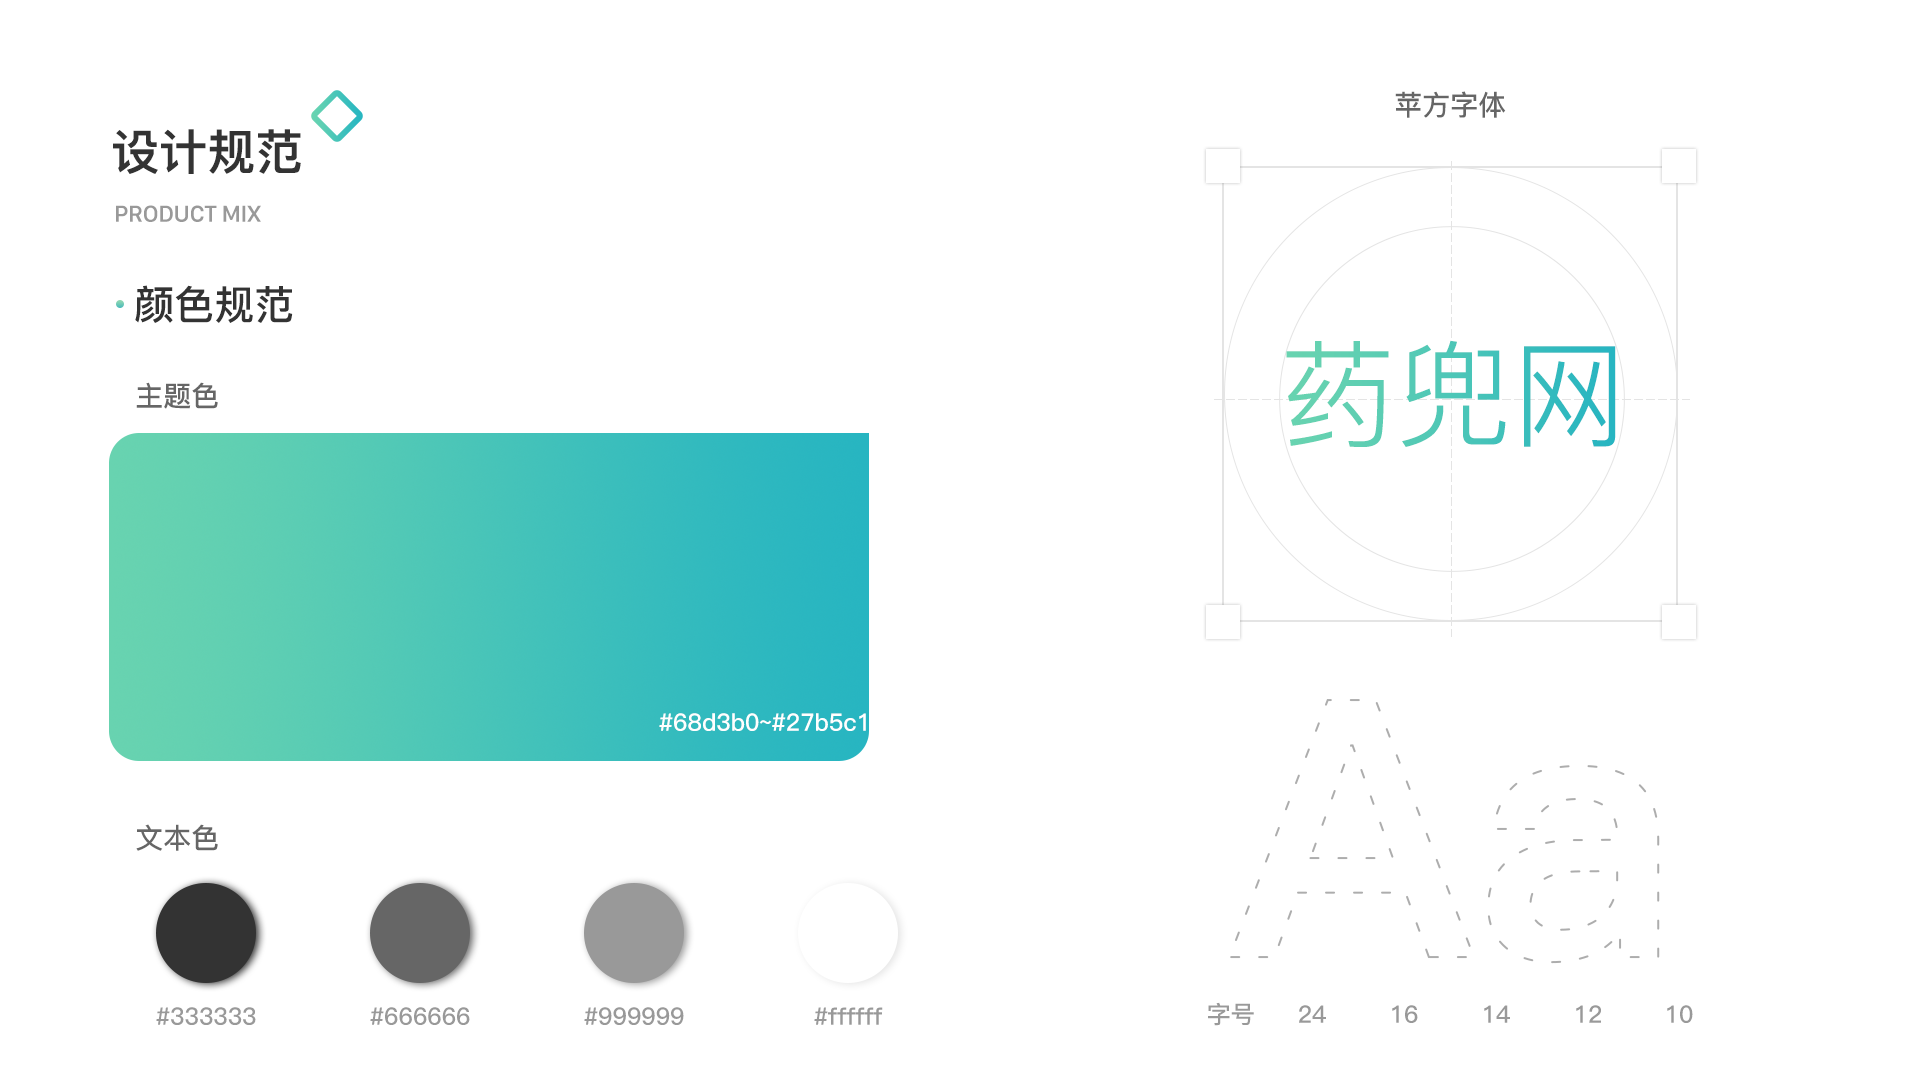 设计规范
PRODUCT MIX
颜色规范
主题色
#68d3b0~#27b5c1
文本色
#333333 #666666 #999999 #ffffff
苹方字体
药兜网
Aa
字号 24 16 14 12 10